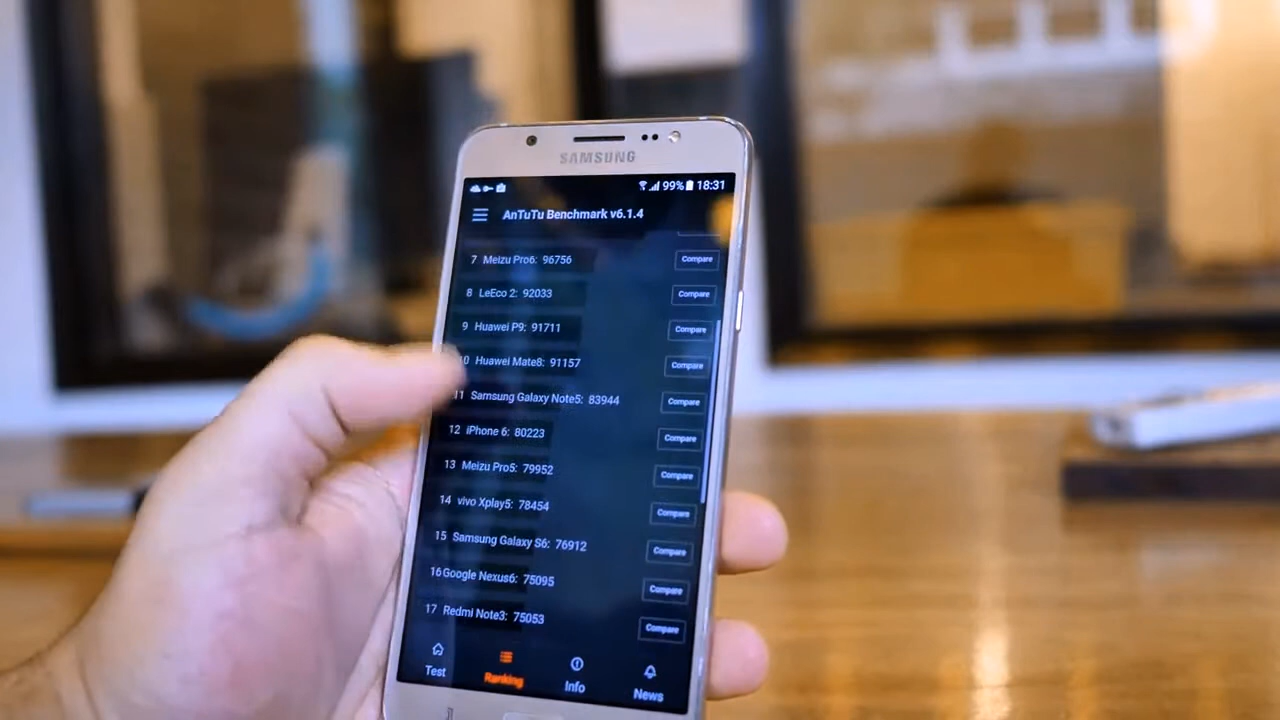 SAMSUNG
99% 18:31
AnTuTu Benchmark v6.1.4
7 Meizu Pro6: 96756 Compare
8 LeEco 2: 92033 Compare
9 Huawei P9: 91711 Compare
10 Huawei Mate8: 91157 Compare
11 Samsung Galaxy Note5: 83944 Compare
12 iPhone 6: 80223 Compare
13 Meizu Pro5: 79952 Compare
14 vivo Xplay5: 78454 Compare
15 Samsung Galaxy S6: 76912 Compare
16 Google Nexus6: 75095 Compare
17 Redmi Note3: 75053 Compare
Test Ranking Info News